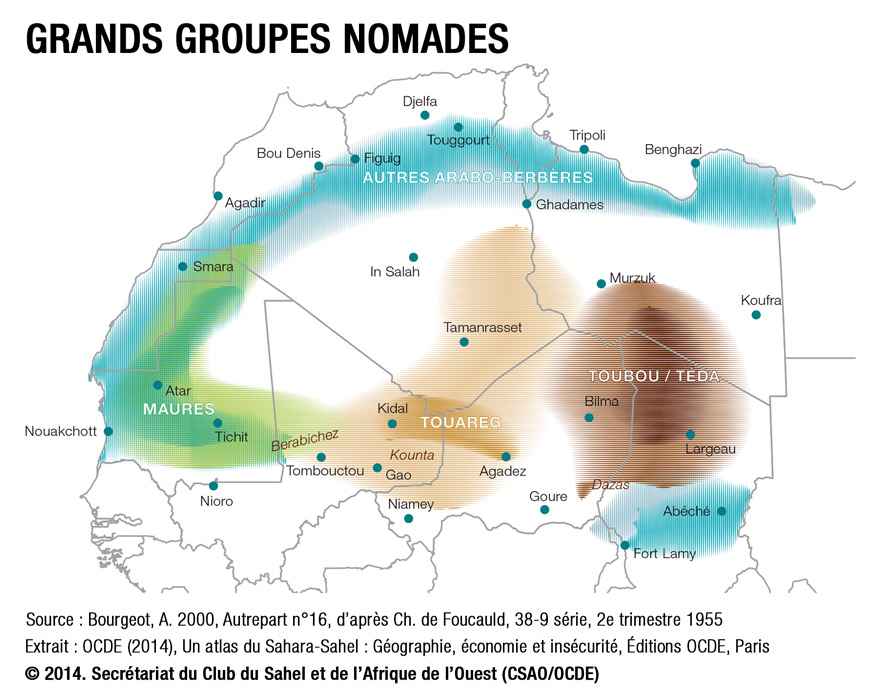 GRANDS GROUPES NOMADES
Djelfa
Touggourt
Tripoli
Benghazi
Bou Denis
Figuig
AUTRES ARABO-BERBÈRES
Agadir
Ghadames
Smara
In Salah
Murzuk
Koufra
Tamanrasset
TOUBOU / TÉDA
Atar
MAURES
Kidal
TOUAREG
Bilma
Nouakchott
Tichit
Berabichez
Kounta
Largeau
Tombouctou
Gao
Agadez
Dazas
Nioro
Niamey
Goure
Abéché
Fort Lamy
Source : Bourgeot, A. 2000, Autrepart n°16, d’après Ch. de Foucauld, 38-9 série, 2e trimestre 1955
Extrait : OCDE (2014), Un atlas du Sahara-Sahel : Géographie, économie et insécurité, Éditions OCDE, Paris
© 2014. Secrétariat du Club du Sahel et de l’Afrique de l’Ouest (CSAO/OCDE)